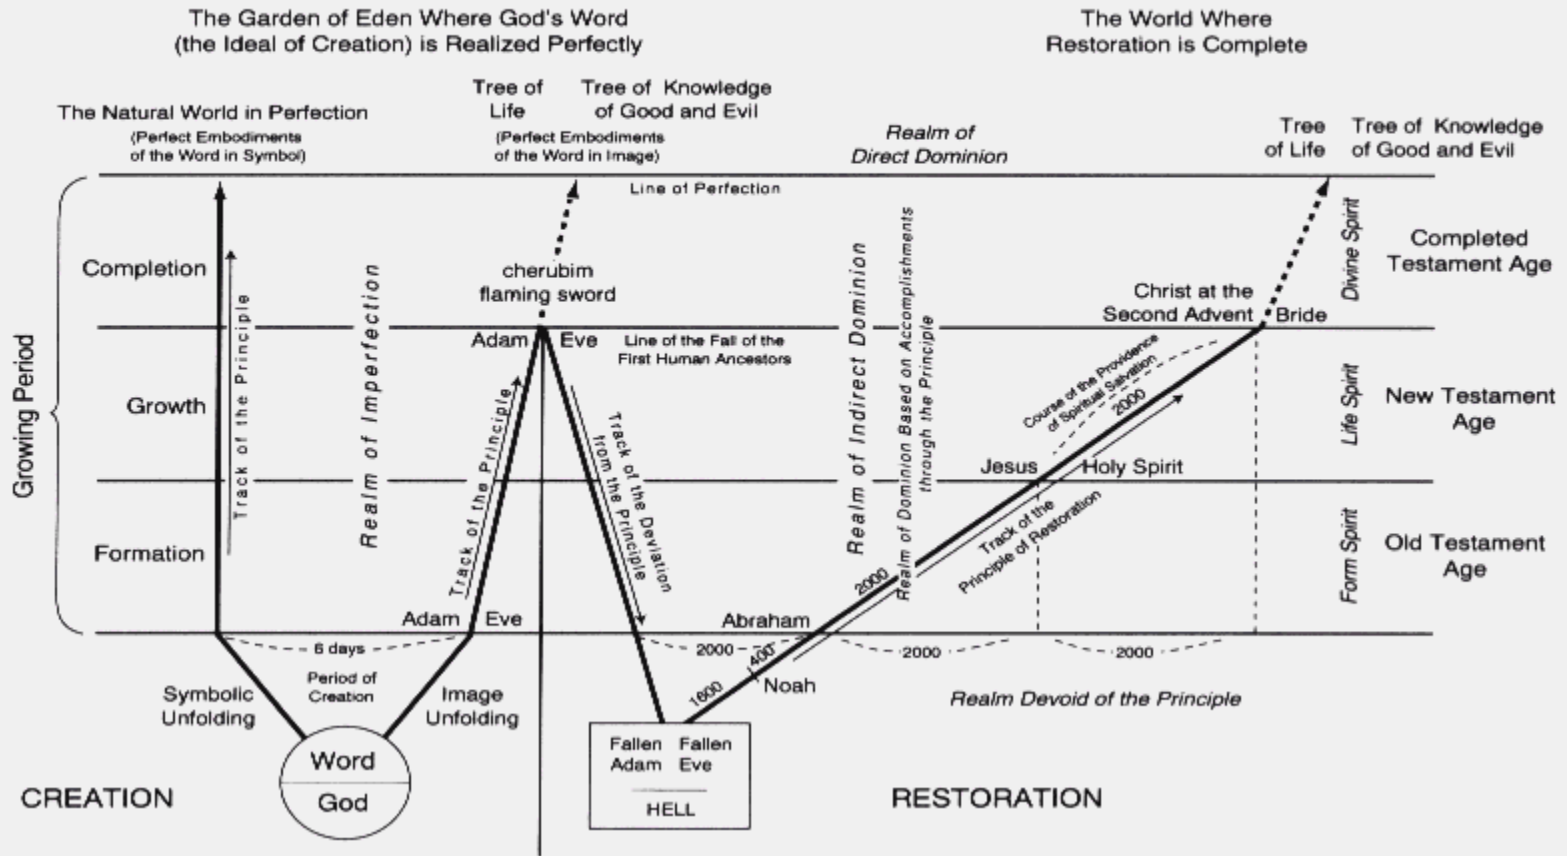 The Garden of Eden Where God's Word
(the Ideal of Creation) is Realized Perfectly
The World Where
Restoration is Complete
The Natural World in Perfection
(Perfect Embodiments
of the Word in Symbol)
Tree of
Life
Tree of Knowledge
of Good and Evil
(Perfect Embodiments
of the Word in Image)
Realm of
Direct Dominion
Tree
of Life
Tree of Knowledge
of Good and Evil
Line of Perfection
Growing Period
Completion
Growth
Formation
Track of the Principle
Realm of Imperfection
cherubim
flaming sword
Adam
Eve
Line of the Fall of the
First Human Ancestors
Track of the Principle
Track of the Deviation
from the Principle
Realm of Indirect Dominion
Realm of Dominion Based on Accomplishments
through the Principle
Christ at the
Second Advent
Bride
Course of the Providence
of Spiritual Salvation
2000
Jesus
Holy Spirit
Track of the
Principle of Restoration
2000
Divine Spirit
Completed
Testament Age
Life Spirit
New Testament
Age
Form Spirit
Old Testament
Age
Adam
Eve
Abraham
6 days
2000
2000
2000
400
1600
Noah
Period of
Creation
Symbolic
Unfolding
Image
Unfolding
Realm Devoid of the Principle
Word
God
Fallen
Adam
Fallen
Eve
HELL
CREATION
RESTORATION